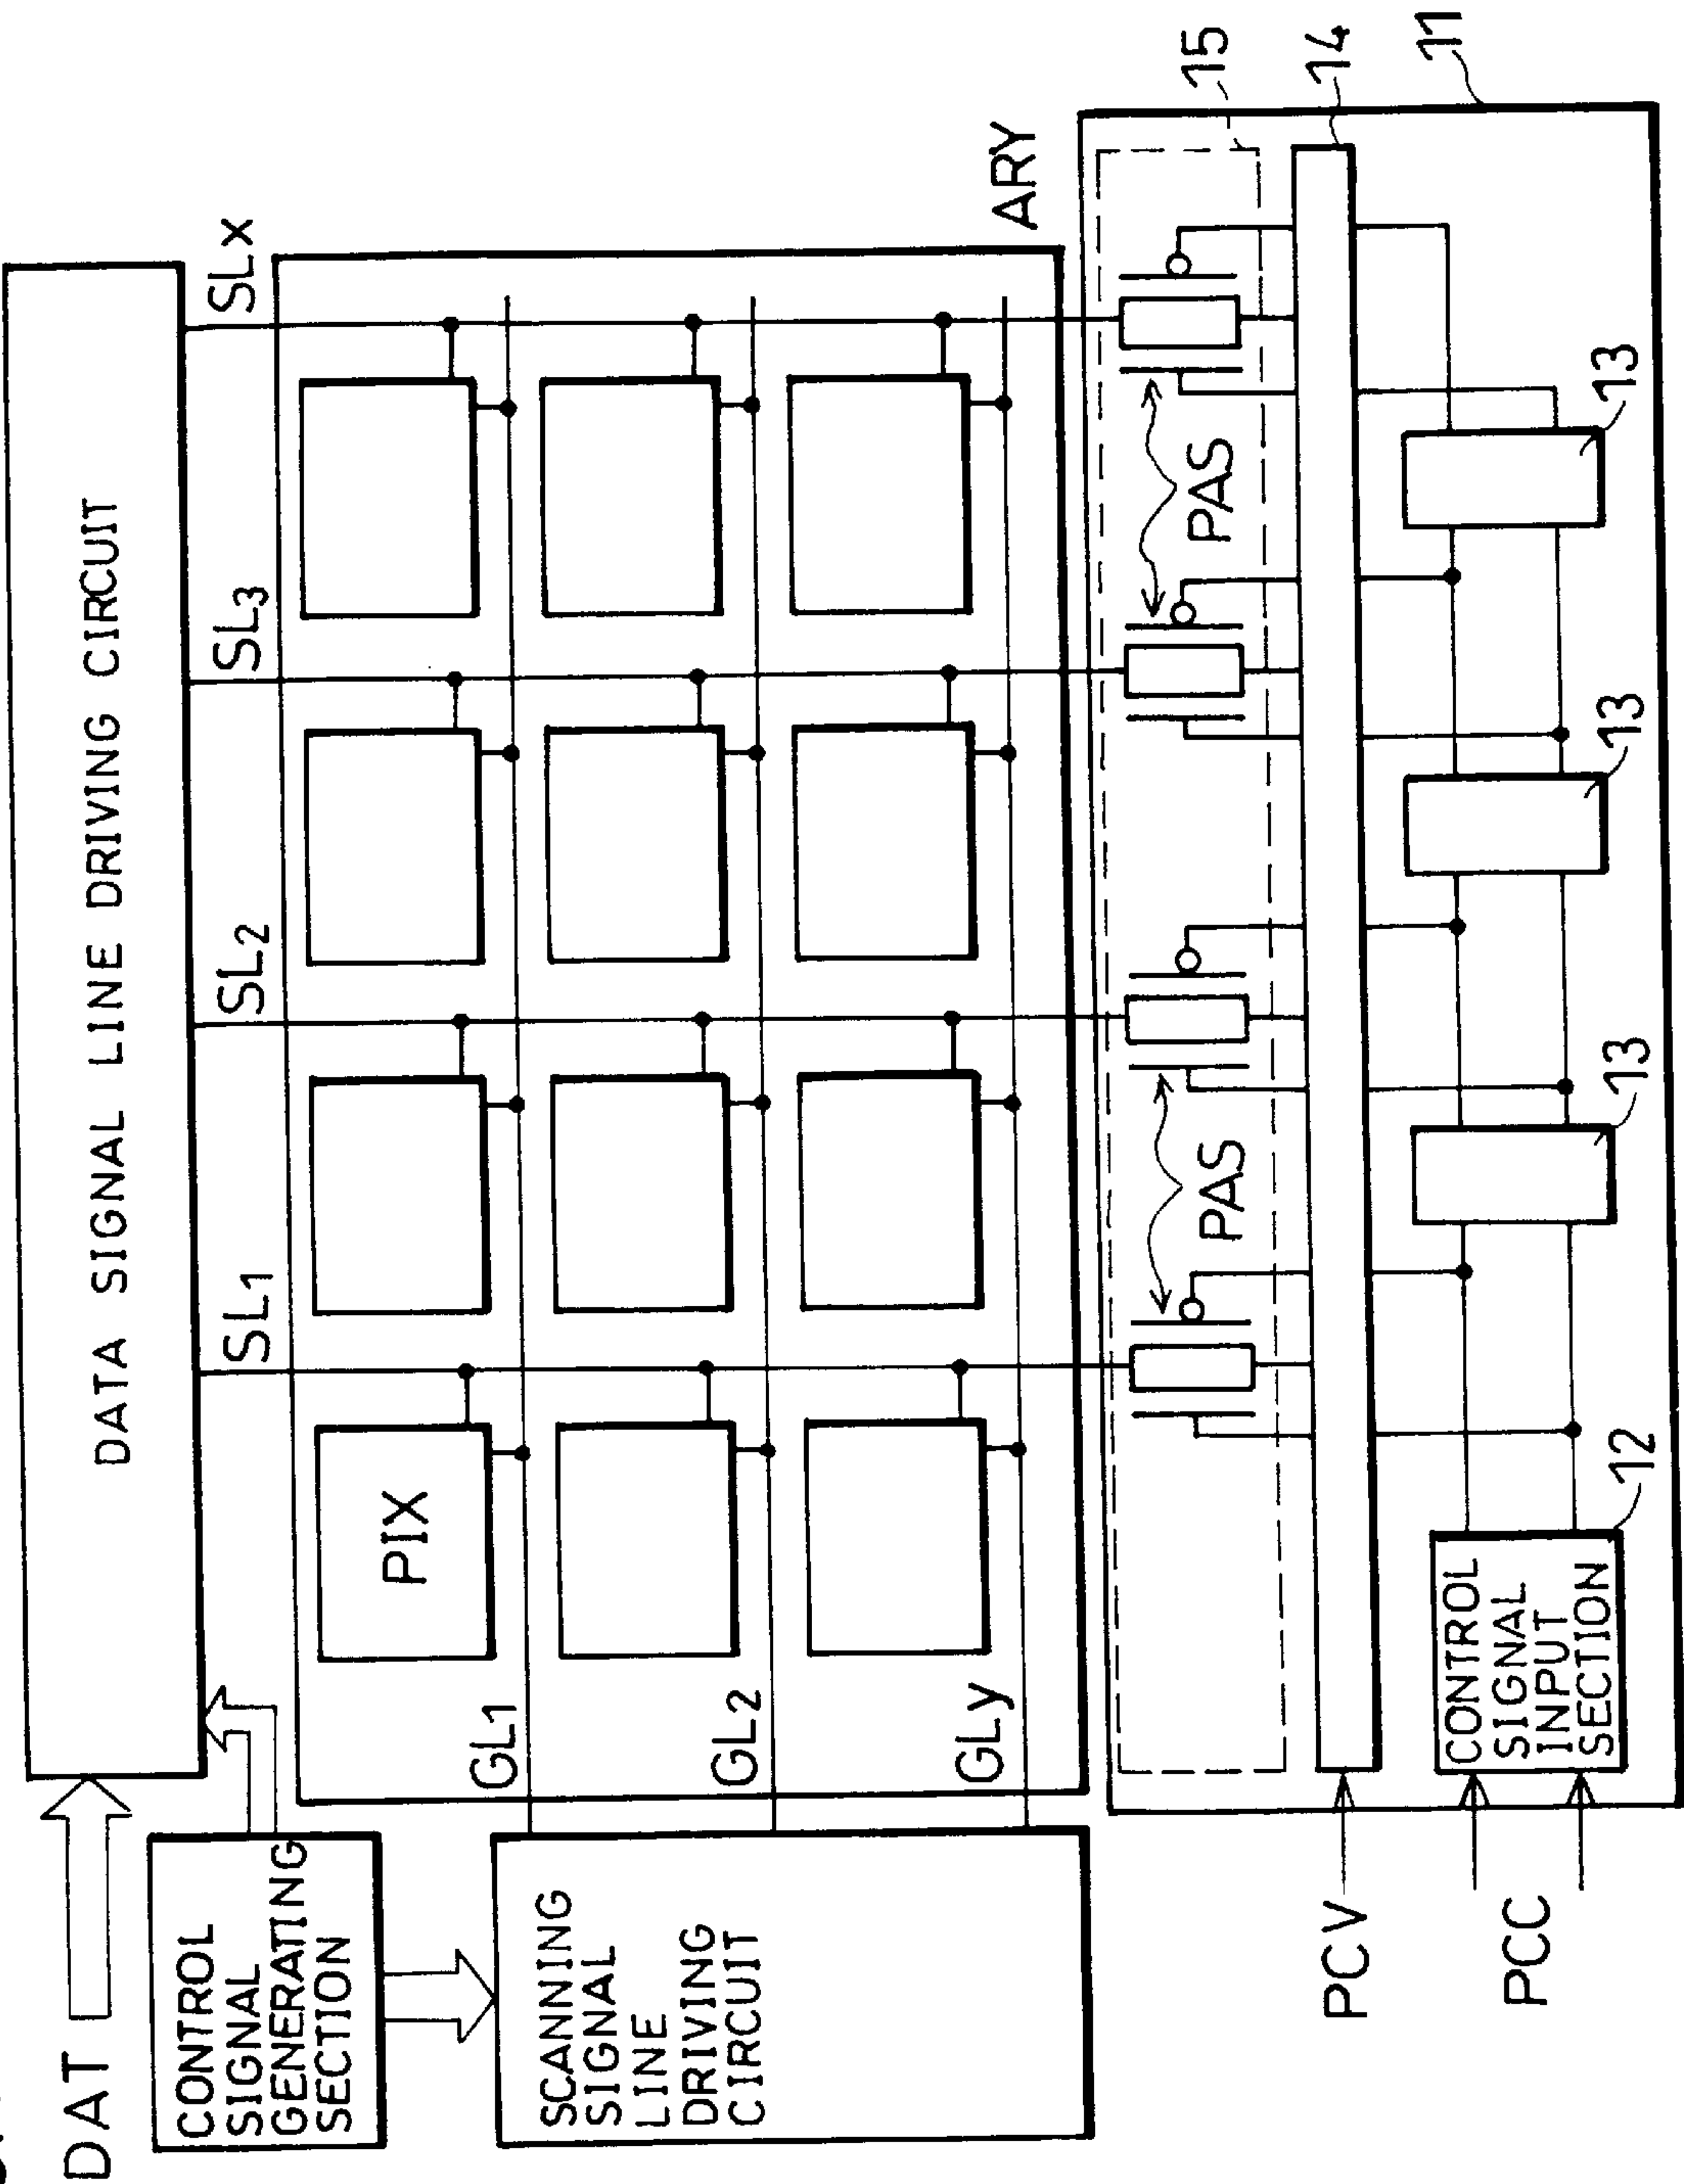 DAT
DATA SIGNAL LINE DRIVING CIRCUIT
CONTROL
SIGNAL
GENERATING
SECTION
SL1
SL2
SL3
SLx
PIX
GL1
GL2
GLy
ARY
SCANNING
SIGNAL
LINE
DRIVING
CIRCUIT
PAS
PAS
15
14
11
PCV
PCC
CONTROL
SIGNAL
INPUT
SECTION
12
13
13
13